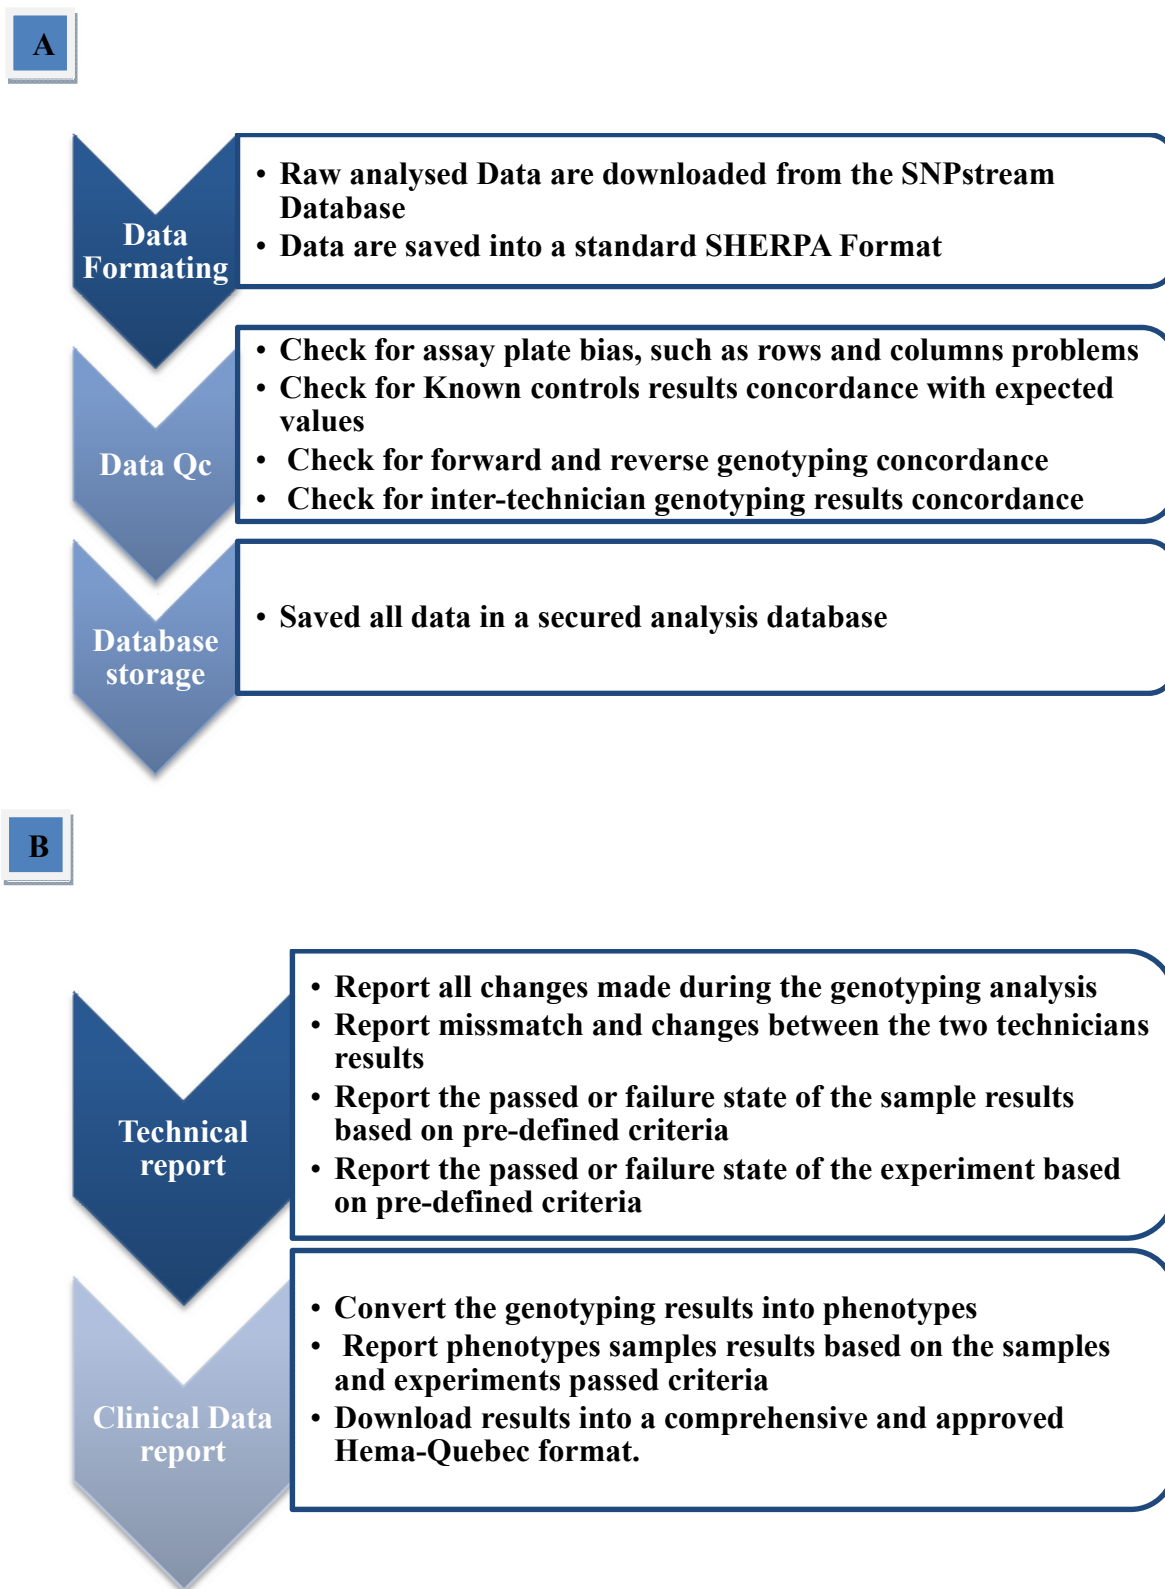 A
Data
Formating
• Raw analysed Data are downloaded from the SNPstream
Database
• Data are saved into a standard SHERPA Format
Data Qc
• Check for assay plate bias, such as rows and columns problems
• Check for Known controls results concordance with expected
values
• Check for forward and reverse genotyping concordance
• Check for inter-technician genotyping results concordance
Database
storage
• Saved all data in a secured analysis database
B
Technical
report
• Report all changes made during the genotyping analysis
• Report missmatch and changes between the two technicians
results
• Report the passed or failure state of the sample results
based on pre-defined criteria
• Report the passed or failure state of the experiment based
on pre-defined criteria
Clinical Data
report
• Convert the genotyping results into phenotypes
• Report phenotypes samples results based on the samples
and experiments passed criteria
• Download results into a comprehensive and approved
Hema-Quebec format.